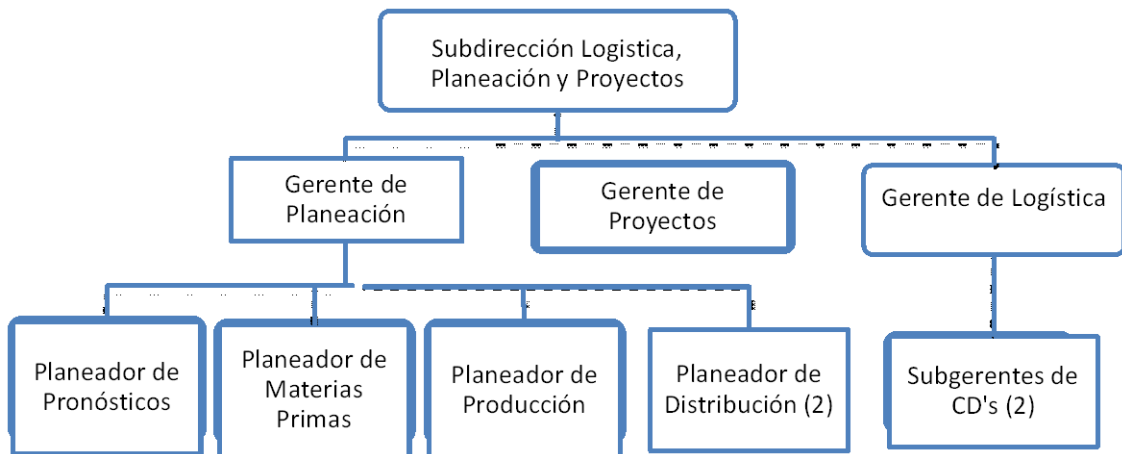 Subdirección Logistica,
Planeación y Proyectos
Gerente de
Planeación
Gerente de
Proyectos
Gerente de Logística
Planeador de
Pronósticos
Planeador de
Materias
Primas
Planeador de
Producción
Planeador de
Distribución (2)
Subgerentes de
CD's (2)